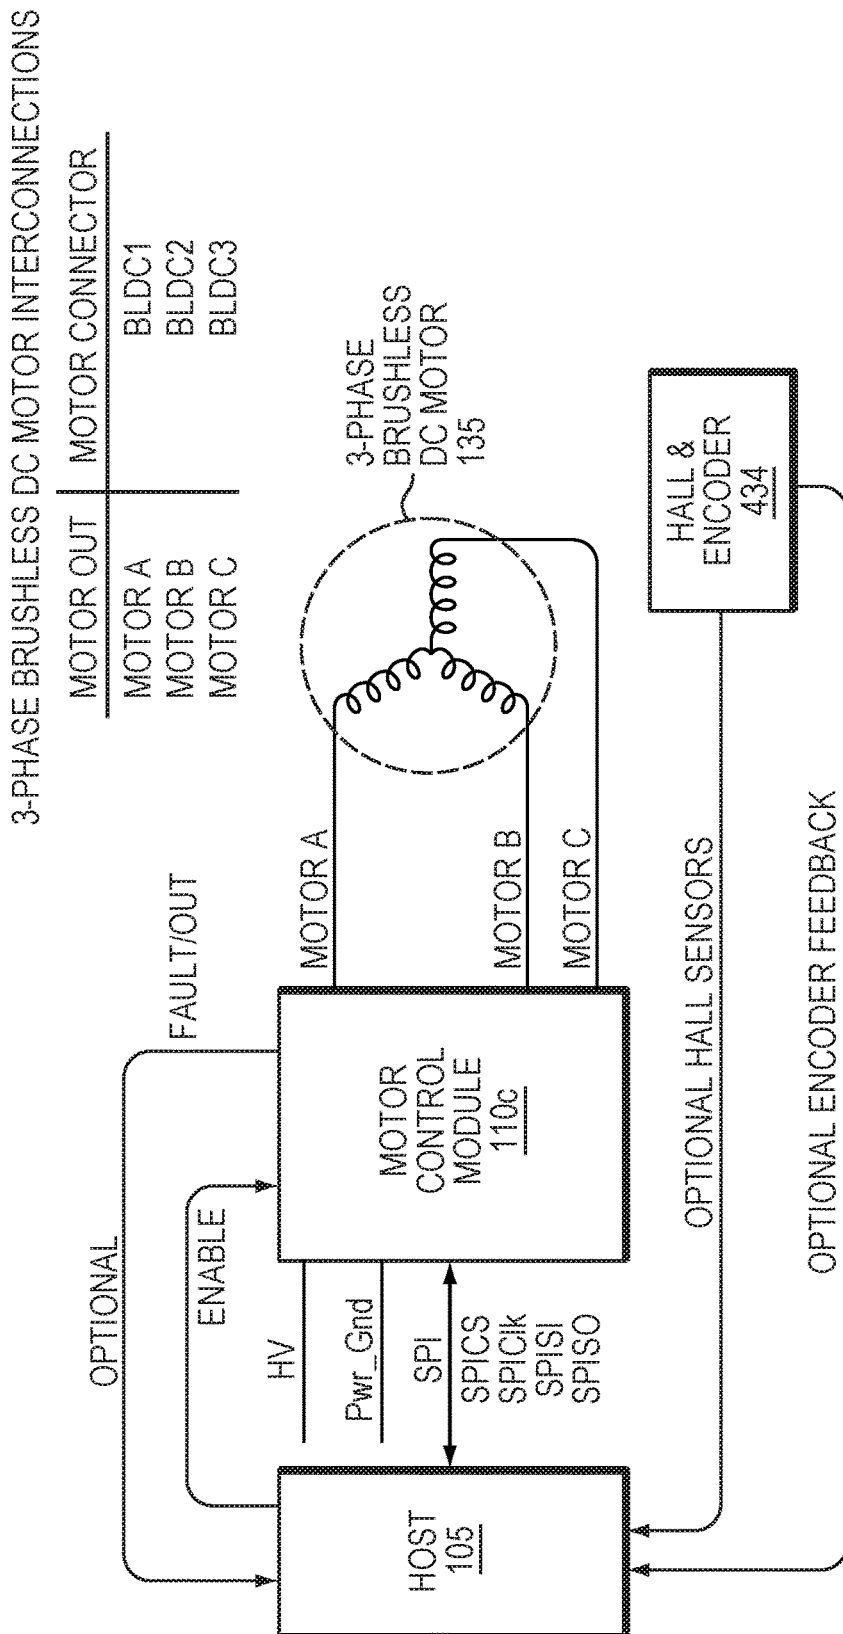 3-PHASE BRUSHLESS DC MOTOR INTERCONNECTIONS
MOTOR OUT MOTOR CONNECTOR
MOTOR A BLDC1
MOTOR B BLDC2
MOTOR C BLDC3
OPTIONAL FAULT/OUT
ENABLE
HV
Pwr_Gnd
SPI
SPICS
SPIClk
SPISI
SPISO
HOST
105
MOTOR
CONTROL
MODULE
110c
MOTOR A
MOTOR B
MOTOR C
3-PHASE
BRUSHLESS
DC MOTOR
135
HALL &
ENCODER
434
OPTIONAL HALL SENSORS
OPTIONAL ENCODER FEEDBACK